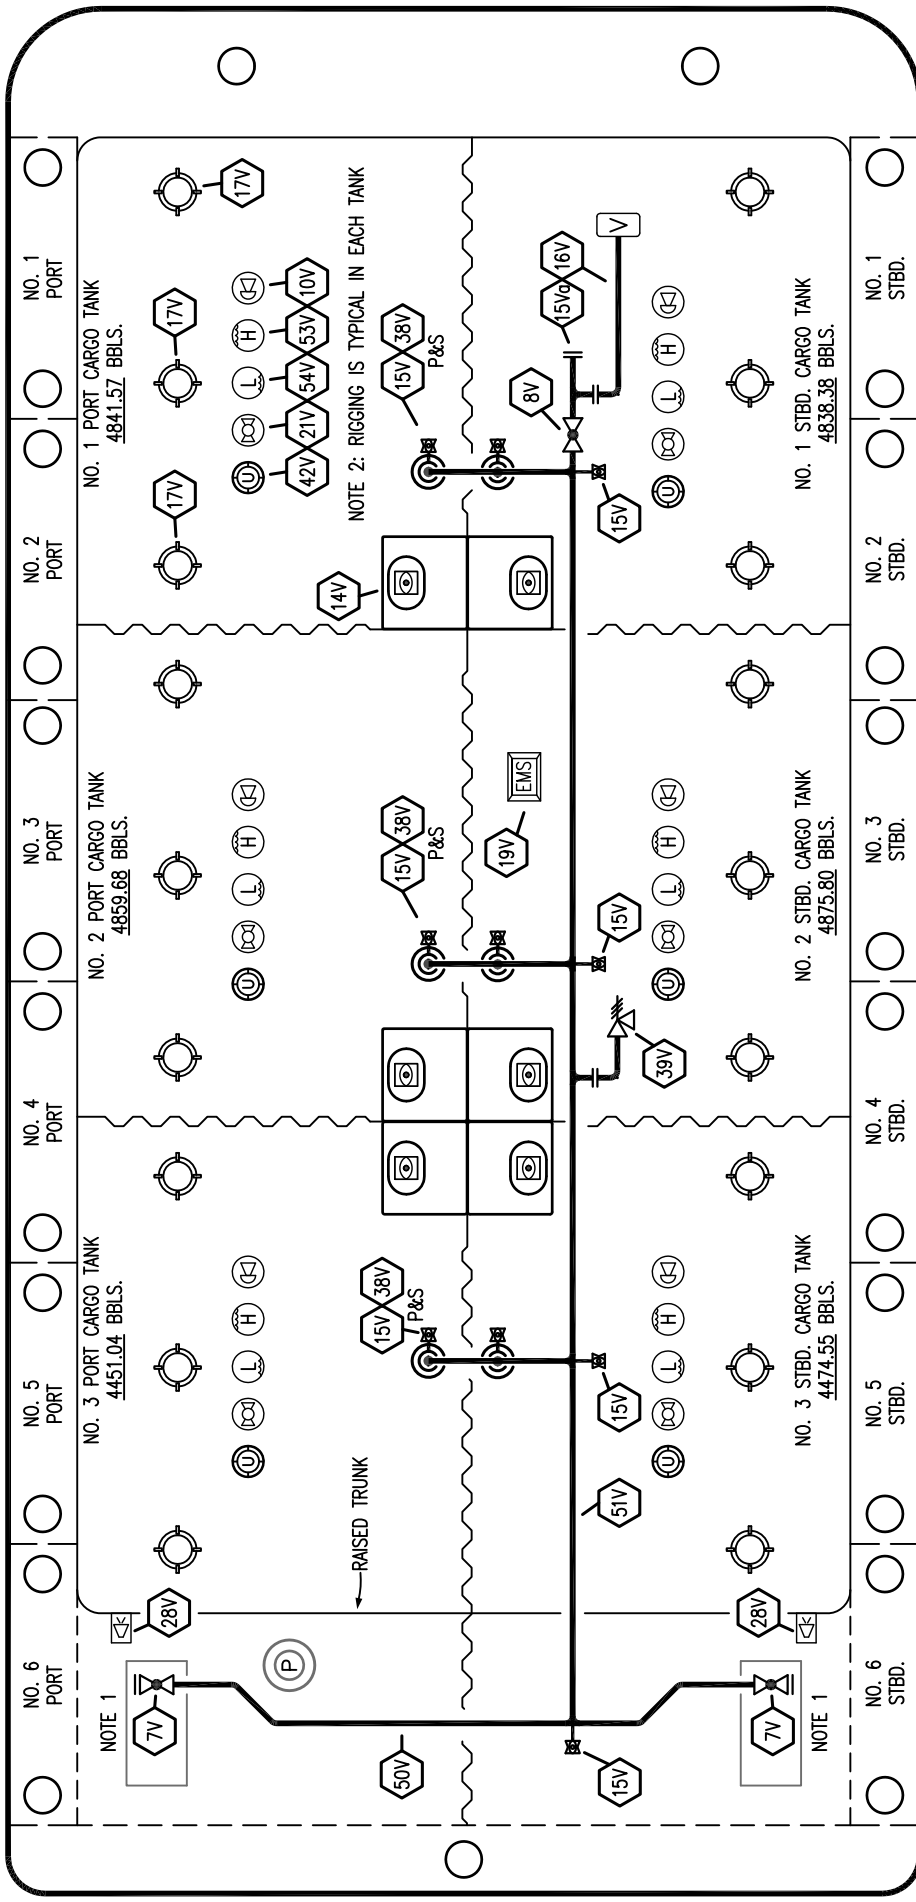 NO. 1
PORT
NO. 2
PORT
NO. 3
PORT
NO. 4
PORT
NO. 5
PORT
NO. 6
PORT
NO. 1 PORT CARGO TANK
4841.57 BBLS.
17V
17V
17V
U
L
H
42V
21V
54V
53V
10V
NOTE 2: RIGGING IS TYPICAL IN EACH TANK
14V
15V
38V
P&S
NO. 2 PORT CARGO TANK
4859.68 BBLS.
U
L
H
15V
38V
P&S
NO. 3 PORT CARGO TANK
4451.04 BBLS.
U
L
H
15V
38V
P&S
RAISED TRUNK
28V
NOTE 1
7V
P
50V
EMS
19V
8V
15Va
16V
V
15V
U
L
H
NO. 1 STBD. CARGO TANK
4838.38 BBLS.
15V
39V
U
L
H
NO. 2 STBD. CARGO TANK
4875.80 BBLS.
15V
51V
U
L
H
NO. 3 STBD. CARGO TANK
4474.55 BBLS.
15V
28V
7V
NOTE 1
NO. 1
STBD.
NO. 2
STBD.
NO. 3
STBD.
NO. 4
STBD.
NO. 5
STBD.
NO. 6
STBD.